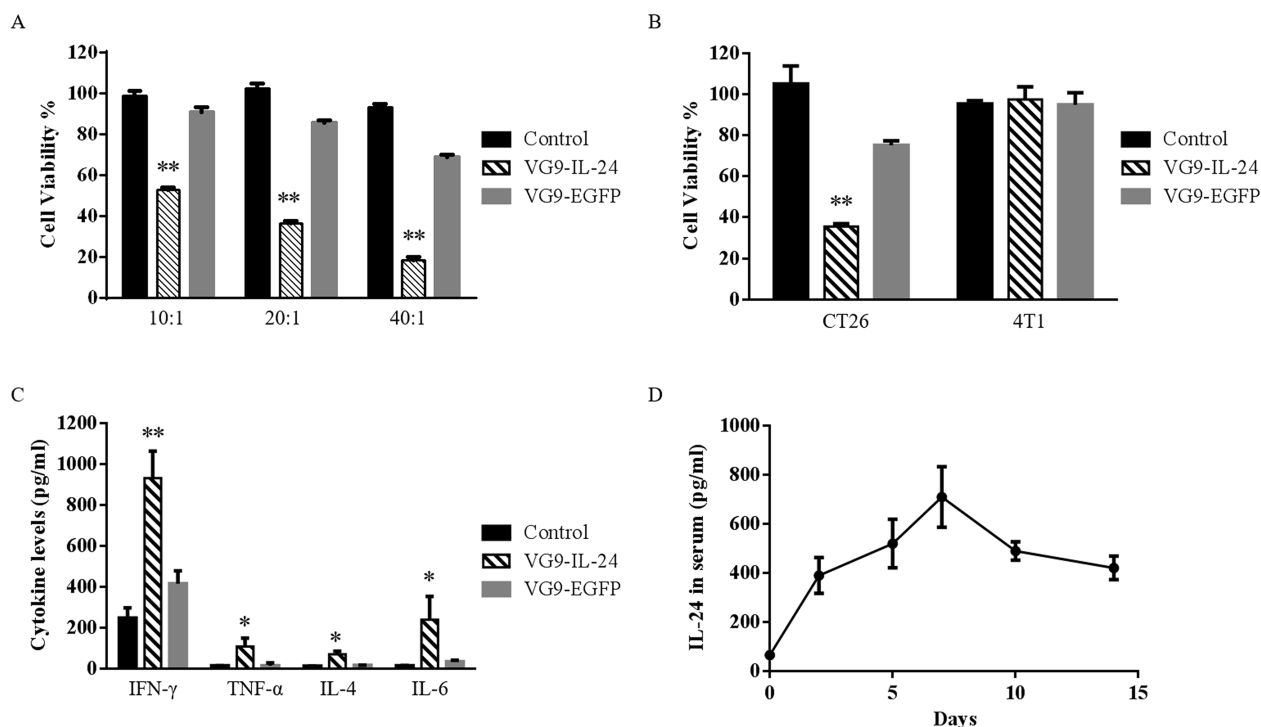 A
Cell Viability %
120
100
80
60
40
20
0
**
**
**
10:1
20:1
40:1
Control
VG9-IL-24
VG9-EGFP
B
Cell Viability %
120
100
80
60
40
20
0
**
CT26
4T1
Control
VG9-IL-24
VG9-EGFP
C
Cytokine levels (pg/ml)
1200
1000
800
600
400
200
0
**
*
*
*
IFN-γ
TNF-α
IL-4
IL-6
Control
VG9-IL-24
VG9-EGFP
D
IL-24 in serum (pg/ml)
1000
800
600
400
200
0
0
5
10
15
Days